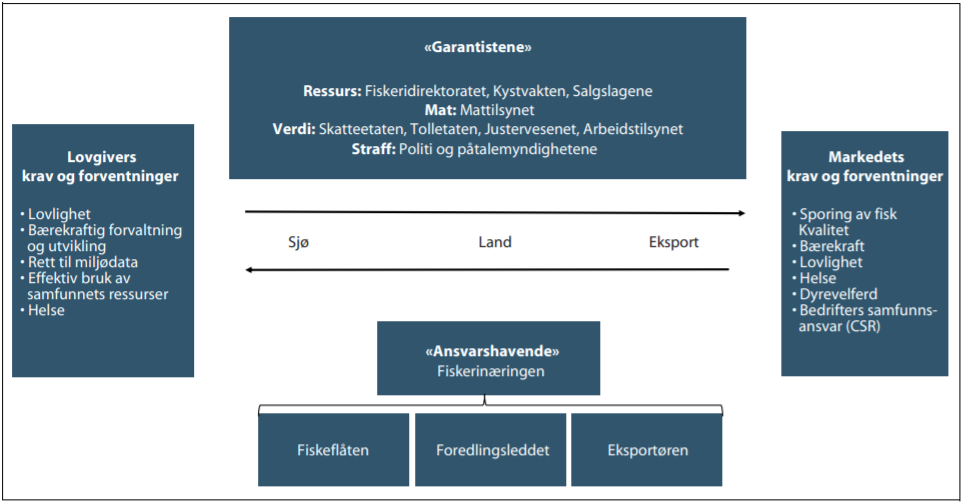 «Garantistene»
Ressurs: Fiskeridirektoratet, Kystvakten, Salgslagene
Mat: Mattilsynet
Verdi: Skatteetaten, Tolletaten, Justervesenet, Arbeidstilsynet
Straff: Politi og påtalemyndighetene
Lovgivers
krav og forventninger
• Lovlighet
• Bærekraftig forvaltning
og utvikling
• Rett til miljødata
• Effektiv bruk av
samfunnets ressurser
• Helse
Sjø
Land
Eksport
Markedets
krav og forventninger
• Sporing av fisk
Kvalitet
• Bærekraft
• Lovlighet
• Helse
• Dyrevelferd
• Bedrifters samfunns-
ansvar (CSR)
«Ansvarshavende»
Fiskerinæringen
Fiskeflåten
Foredlingsleddet
Eksportøren